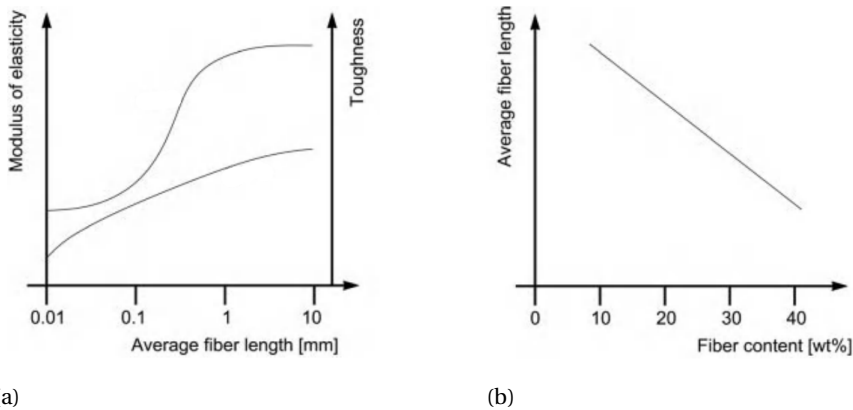 Modulus of elasticity
Toughness
0.01 0.1 1 10
Average fiber length [mm]
(a)
Average fiber length
0 10 20 30 40
Fiber content [wt%]
(b)